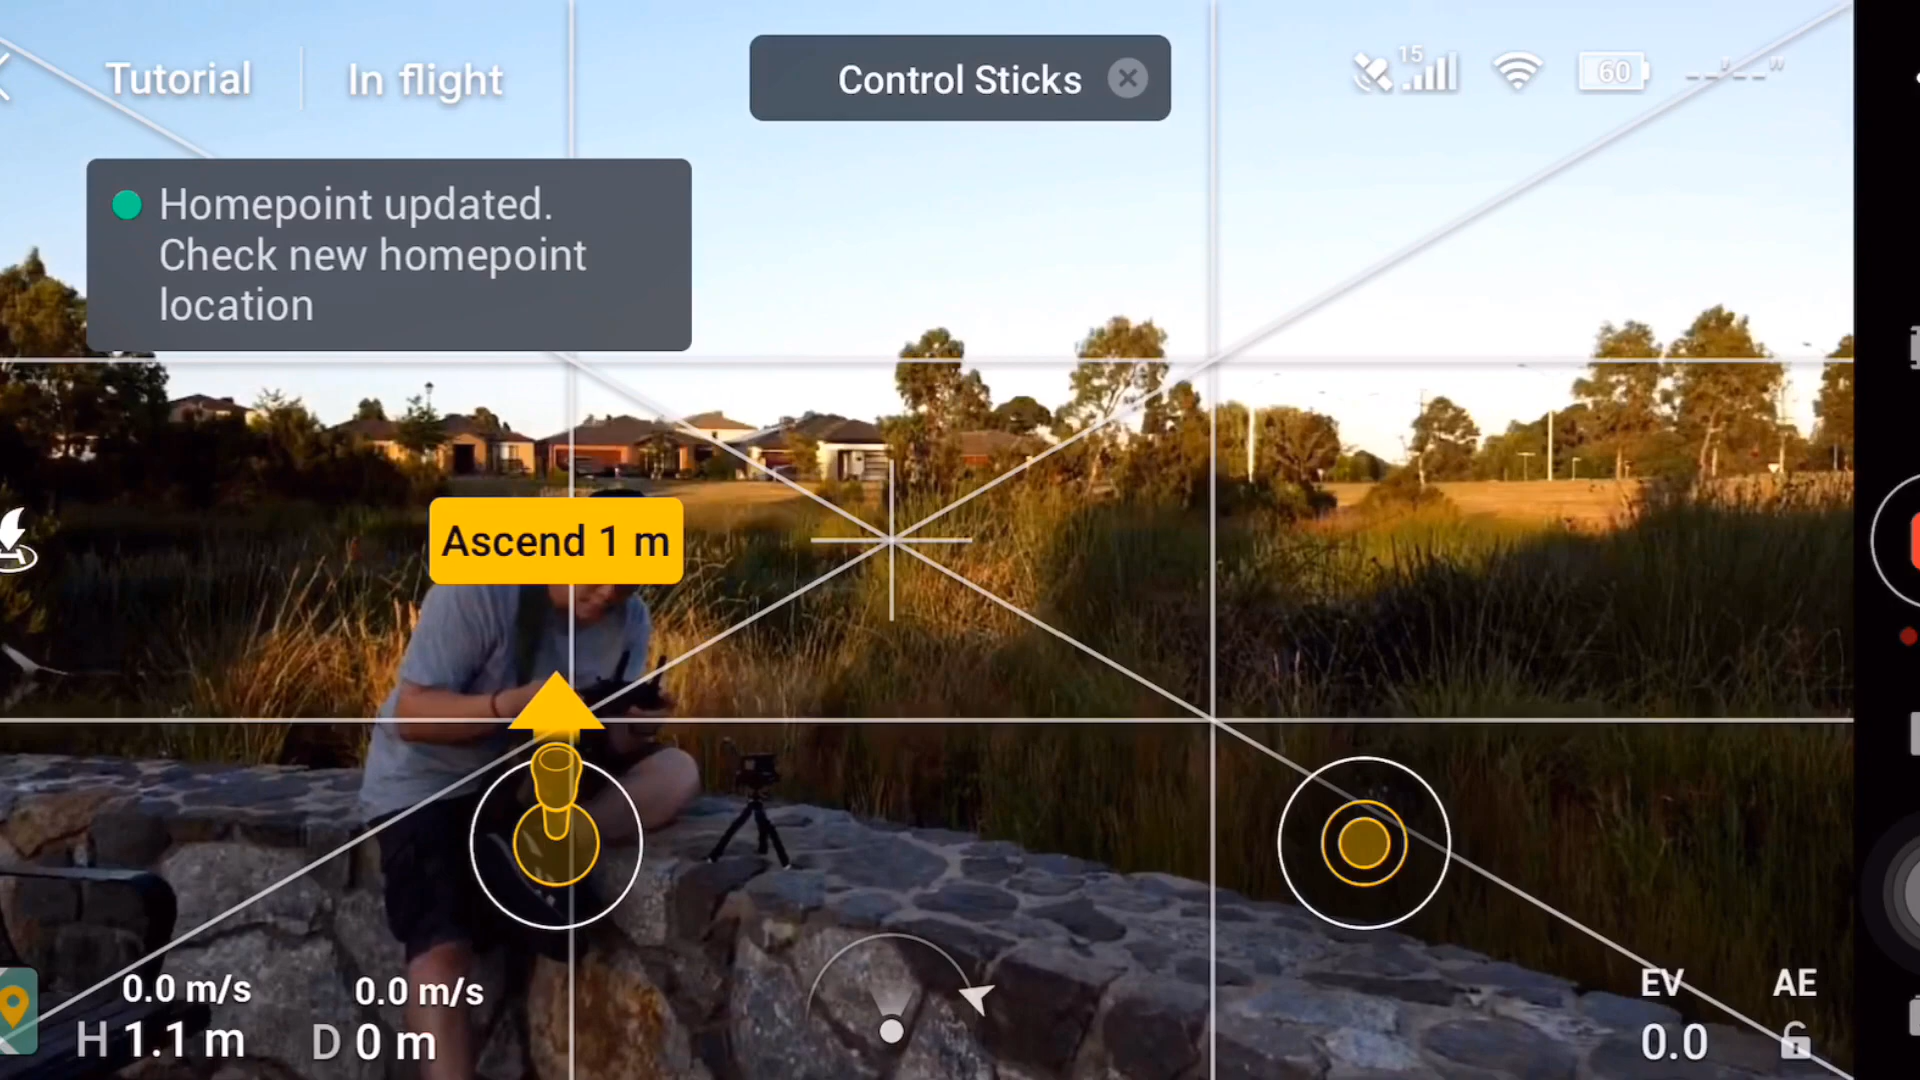 Tutorial
In flight
Control Sticks
15
60
--'--"
Homepoint updated.
Check new homepoint
location
Ascend 1 m
0.0 m/s
0.0 m/s
H 1.1 m
D 0 m
EV
AE
0.0